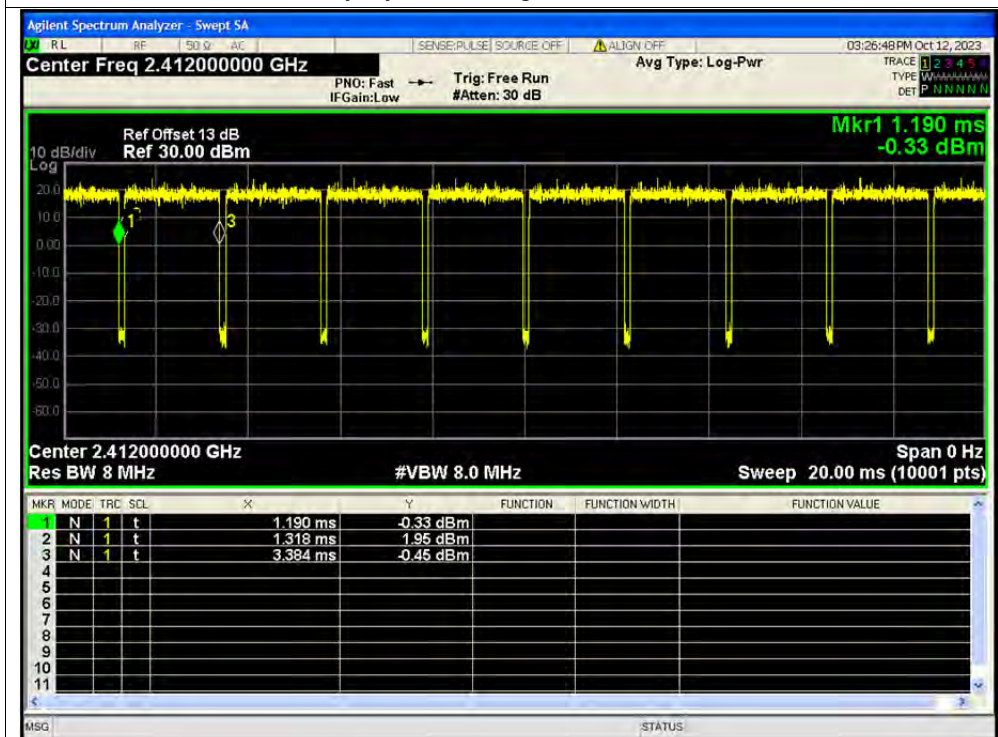 Agilent Spectrum Analyzer - Swept SA
RL RF 50 Ω AC SENSE:PULSE SOURCE OFF ALIGN OFF 03:26:48 PM Oct 12, 2023
Center Freq 2.412000000 GHz Avg Type: Log-Pwr TRACE 1 2 3 4 5 6
PNO: Fast Trig: Free Run TYPE
IFGain:Low #Atten: 30 dB DET P N N N N N
Mkr1 1.190 ms
Ref Offset 13 dB
10 dB/div Ref 30.00 dBm -0.33 dBm
Log
20.0
10.0
0.00
-10.0
-20.0
-30.0
-40.0
-50.0
-60.0
1 3
Center 2.412000000 GHz Span 0 Hz
Res BW 8 MHz #VBW 8.0 MHz Sweep 20.00 ms (10001 pts)
MKR MODE TRC SCL X Y FUNCTION FUNCTION WIDTH FUNCTION VALUE
1 N 1 t 1.190 ms -0.33 dBm
2 N 1 t 1.318 ms 1.95 dBm
3 N 1 t 3.384 ms -0.45 dBm
4
5
6
7
8
9
10
11
MSG STATUS